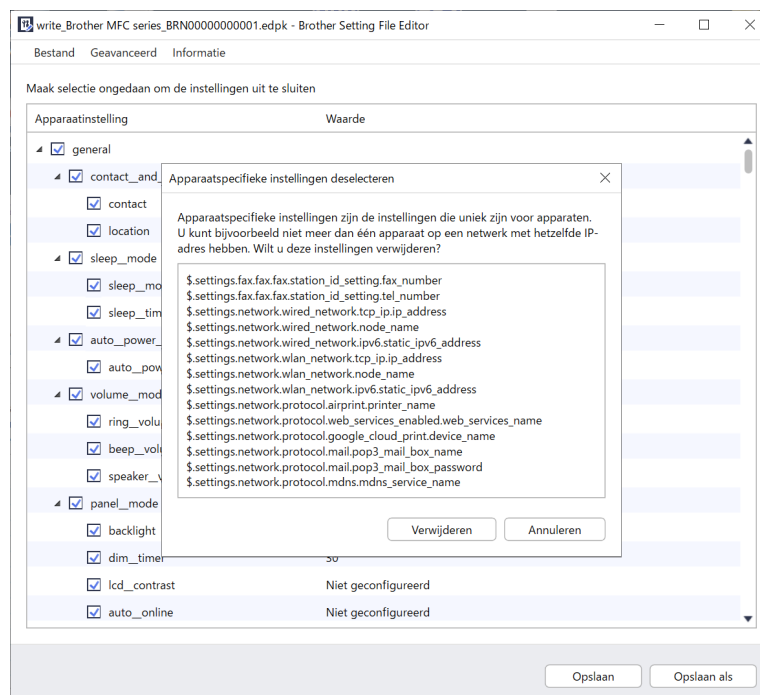 write_Brother MFC series_BRN00000000001.edpk - Brother Setting File Editor
Bestand Geavanceerd Informatie
Maak selectie ongedaan om de instellingen uit te sluiten
Apparaatinstelling Waarde
general
contact__and_
contact
location
sleep__mode
sleep__mo
sleep__tim
auto__power_
auto__pow
volume__mod
ring__volu
beep__volu
speaker__v
panel__mode
backlight
dim__timer 30
lcd__contrast Niet geconfigureerd
auto__online Niet geconfigureerd
Apparaatspecifieke instellingen deselecteren
Apparaatspecifieke instellingen zijn de instellingen die uniek zijn voor apparaten.
U kunt bijvoorbeeld niet meer dan één apparaat op een netwerk met hetzelfde IP-
adres hebben. Wilt u deze instellingen verwijderen?
$.settings.fax.fax.fax.station_id_setting.fax_number
$.settings.fax.fax.fax.station_id_setting.tel_number
$.settings.network.wired_network.tcp_ip.ip_address
$.settings.network.wired_network.node_name
$.settings.network.wired_network.ipv6.static_ipv6_address
$.settings.network.wlan_network.tcp_ip.ip_address
$.settings.network.wlan_network.node_name
$.settings.network.wlan_network.ipv6.static_ipv6_address
$.settings.network.protocol.airprint.printer_name
$.settings.network.protocol.web_services_enabled.web_services_name
$.settings.network.protocol.google_cloud_print.device_name
$.settings.network.protocol.mail.pop3_mail_box_name
$.settings.network.protocol.mail.pop3_mail_box_password
$.settings.network.protocol.mdns.mdns_service_name
Verwijderen Annuleren
Opslaan Opslaan als